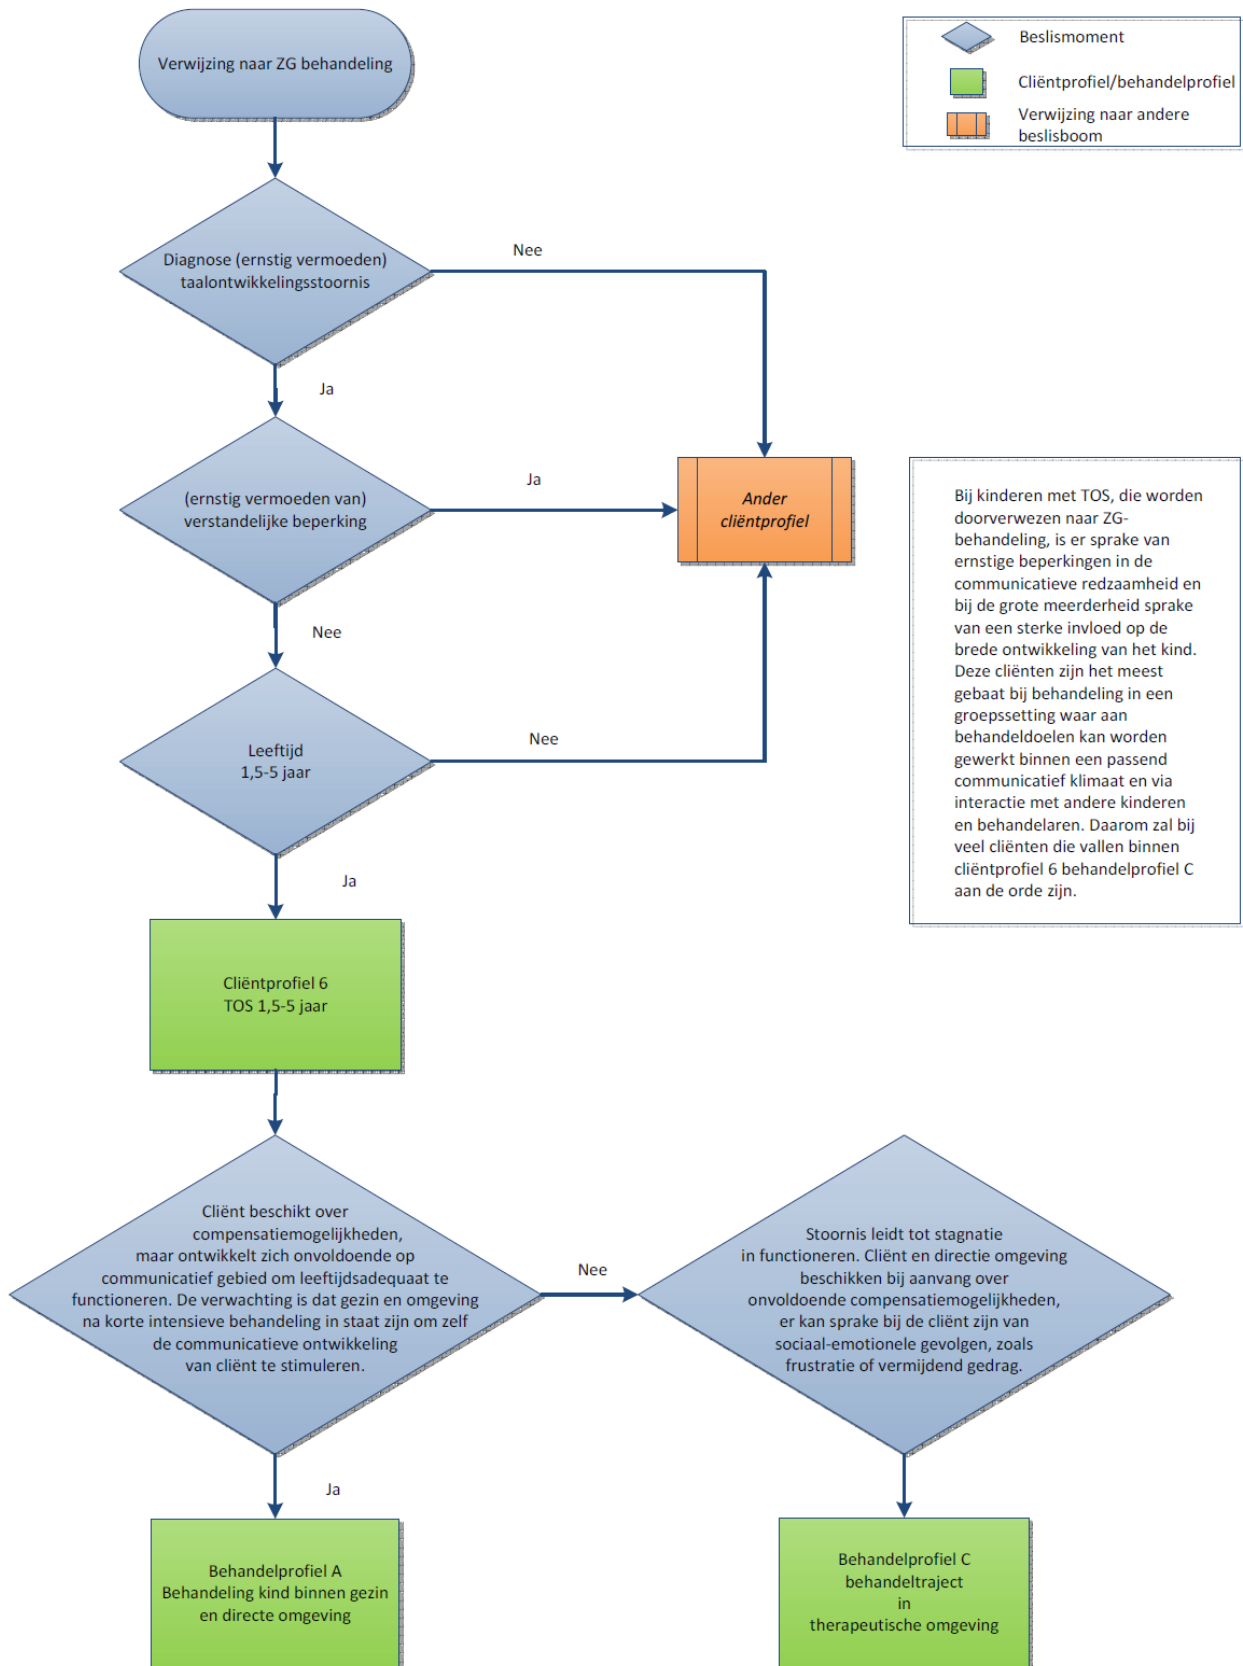 Verwijzing naar ZG behandeling
Beslismoment
Cliëntprofiel/behandelprofiel
Verwijzing naar andere
beslisboom
Diagnose (ernstig vermoeden)
taalontwikkelingsstoornis
Nee
Ja
(ernstig vermoeden van)
verstandelijke beperking
Ja
Ander
cliëntprofiel
Nee
Leeftijd
1,5-5 jaar
Nee
Ja
Bij kinderen met TOS, die worden
doorverwezen naar ZG-
behandeling, is er sprake van
ernstige beperkingen in de
communicatieve redzaamheid en
bij de grote meerderheid sprake
van een sterke invloed op de
brede ontwikkeling van het kind.
Deze cliënten zijn het meest
gebaat bij behandeling in een
groepssetting waar aan
behandeldoelen kan worden
gewerkt binnen een passend
communicatief klimaat en via
interactie met andere kinderen
en behandelaren. Daarom zal bij
veel cliënten die vallen binnen
cliëntprofiel 6 behandelprofiel C
aan de orde zijn.
Cliëntprofiel 6
TOS 1,5-5 jaar
Cliënt beschikt over
compensatiemogelijkheden,
maar ontwikkelt zich onvoldoende op
communicatief gebied om leeftijdsadequaat te
functioneren. De verwachting is dat gezin en omgeving
na korte intensieve behandeling in staat zijn om zelf
de communicatieve ontwikkeling
van cliënt te stimuleren.
Nee
Stoornis leidt tot stagnatie
in functioneren. Cliënt en directie omgeving
beschikken bij aanvang over
onvoldoende compensatiemogelijkheden,
er kan sprake bij de cliënt zijn van
sociaal-emotionele gevolgen, zoals
frustratie of vermijdend gedrag.
Ja
Behandelprofiel A
Behandeling kind binnen gezin
en directe omgeving
Behandelprofiel C
behandeltraject
in
therapeutische omgeving